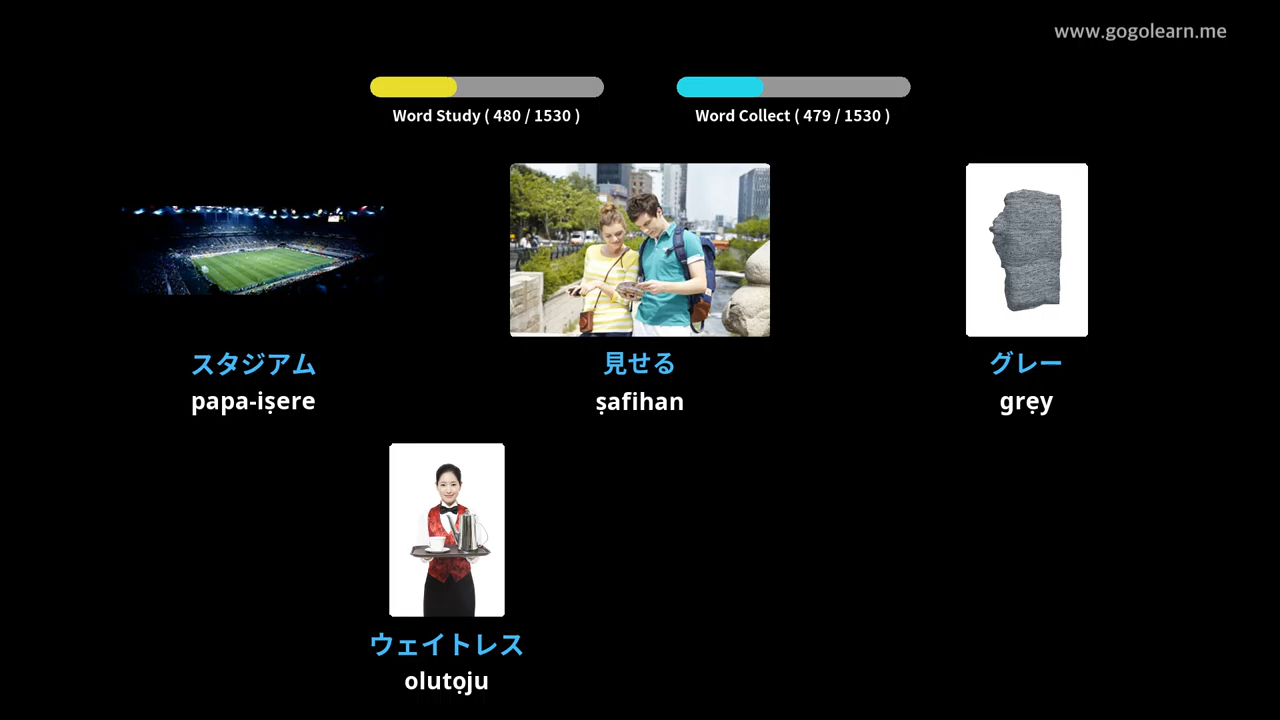 www.gogolearn.me
Word Study ( 480 / 1530 )
Word Collect ( 479 / 1530 )
スタジアム
papa-iṣere
見せる
ṣafihan
グレー
grẹy
ウェイトレス
olutọju